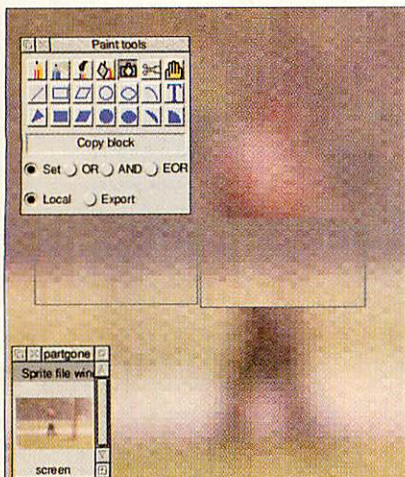 Paint tools
T
Copy block
Set OR AND EOR
Local Export
partgone
Sprite file win
screen